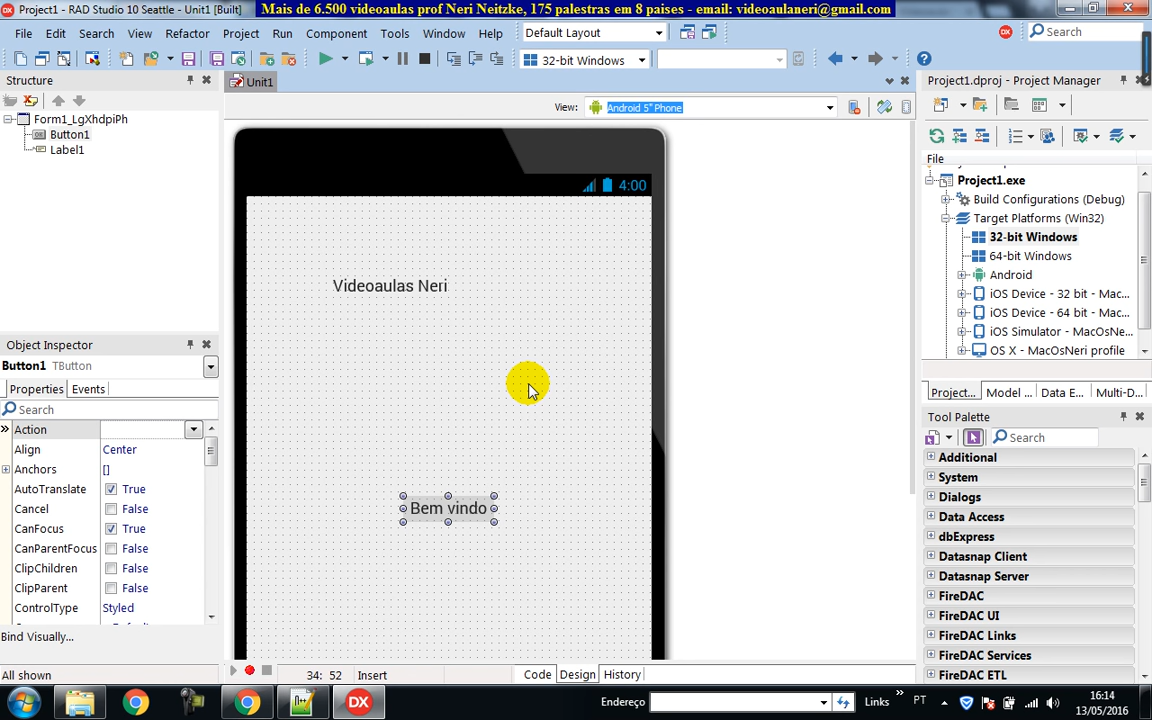 Project1 - RAD Studio 10 Seattle - Unit1 [Built]
Mais de 6.500 videoaulas prof Neri Neitzke, 175 palestras em 8 paises - email: videoaulaneri@gmail.com
File Edit Search View Refactor Project Run Component Tools Window Help
Default Layout
Search
32-bit Windows
Structure
Unit1
Project1.dproj - Project Manager
View:
Android 5" Phone
Form1_LgXhdpiPh
Button1
Label1
File
Project1.exe
Build Configurations (Debug)
Target Platforms (Win32)
32-bit Windows
64-bit Windows
Android
iOS Device - 32 bit - Mac...
iOS Device - 64 bit - Mac...
iOS Simulator - MacOsNe...
OS X - MacOsNeri profile
4:00
Videoaulas Neri
Bem vindo
Object Inspector
Button1 TButton
Properties Events
Search
Action
Align Center
Anchors []
AutoTranslate True
Cancel False
CanFocus True
CanParentFocus False
ClipChildren False
ClipParent False
ControlType Styled
Bind Visually...
All shown
Project... Model ... Data E... Multi-D...
Tool Palette
Search
Additional
System
Dialogs
Data Access
dbExpress
Datasnap Client
Datasnap Server
FireDAC
FireDAC UI
FireDAC Links
FireDAC Services
FireDAC ETL
34: 52 Insert
Code Design History
Endereço
Links
PT
16:14
13/05/2016